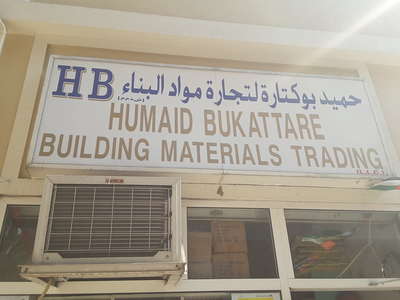 HB حميد بوكتارة لتجارة مواد البناء (ذ.م.م)
HUMAID BUKATTARE
BUILDING MATERIALS TRADING
(L.L.C.)